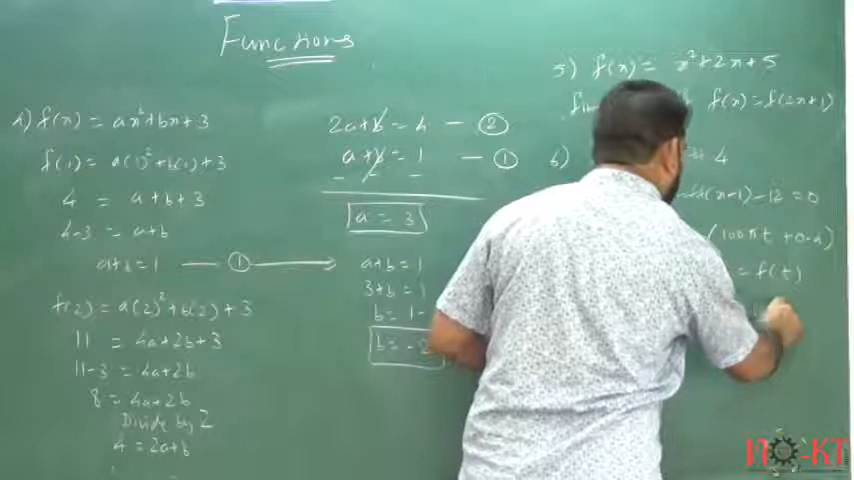 Functions
4) f(x) = ax²+bx+3
f(1) = a(1)²+b(1)+3
4 = a+b+3
4-3 = a+b
a+b = 1 — ①
f(2) = a(2)²+b(2)+3
11 = 4a+2b+3
11-3 = 4a+2b
8 = 4a+2b
Divide by 2
4 = 2a+b
2a+b = 4 — ②
a+b = 1 — ①
- - -
a = 3
a+b = 1
3+b = 1
b = 1-
b = -
5) f(x) = x²+2x+5
f(x) = f(2x+1)
6)
4
(x-1)-12 = 0
(100πt +0.4)
= f(t)